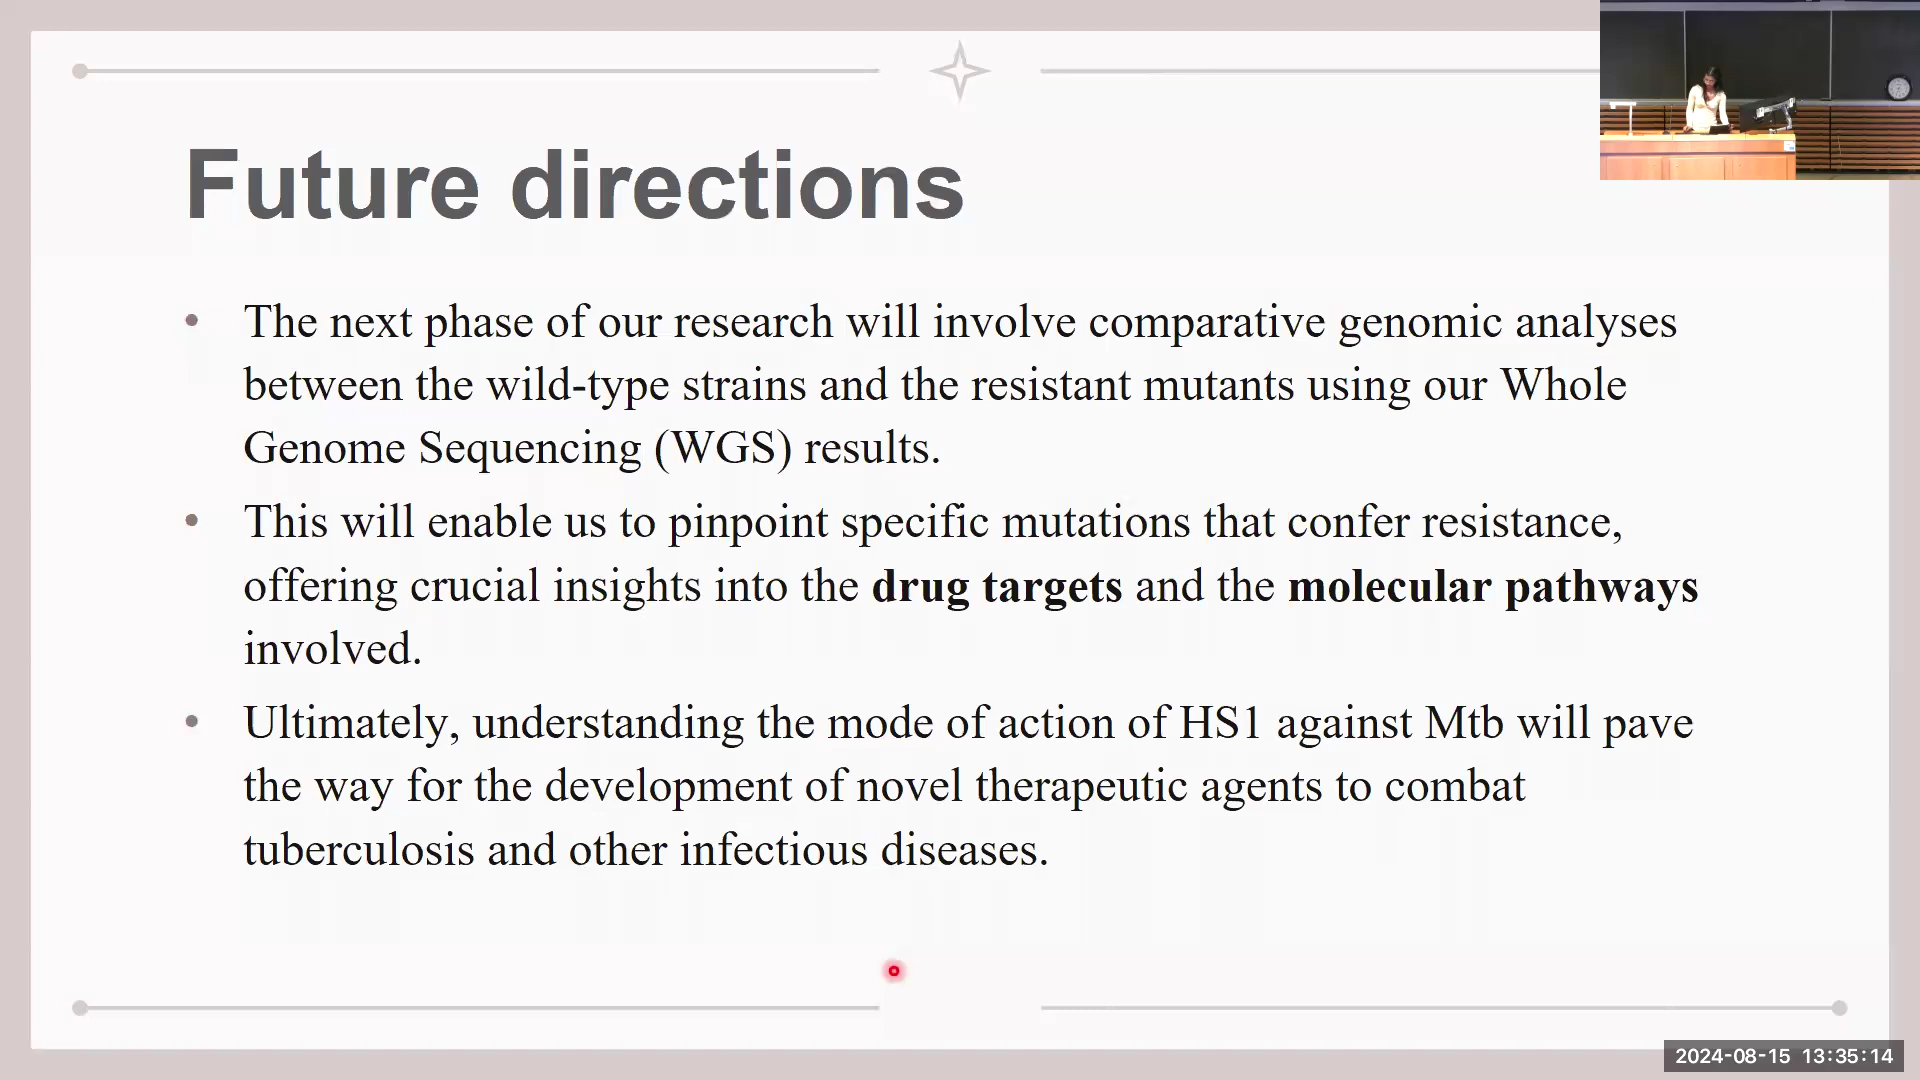 Future directions
• The next phase of our research will involve comparative genomic analyses
between the wild-type strains and the resistant mutants using our Whole
Genome Sequencing (WGS) results.
• This will enable us to pinpoint specific mutations that confer resistance,
offering crucial insights into the drug targets and the molecular pathways
involved.
• Ultimately, understanding the mode of action of HS1 against Mtb will pave
the way for the development of novel therapeutic agents to combat
tuberculosis and other infectious diseases.
2024-08-15 13:35:14